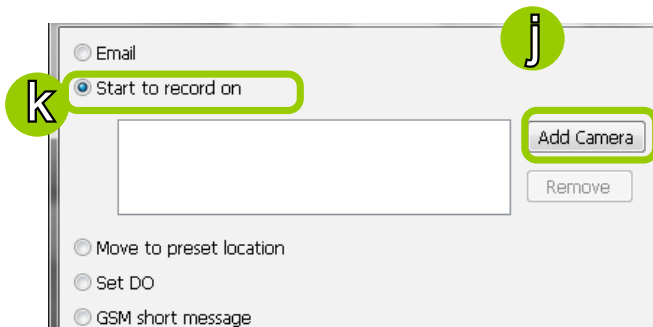 j
Email
k
Start to record on
Add Camera
Remove
Move to preset location
Set DO
GSM short message